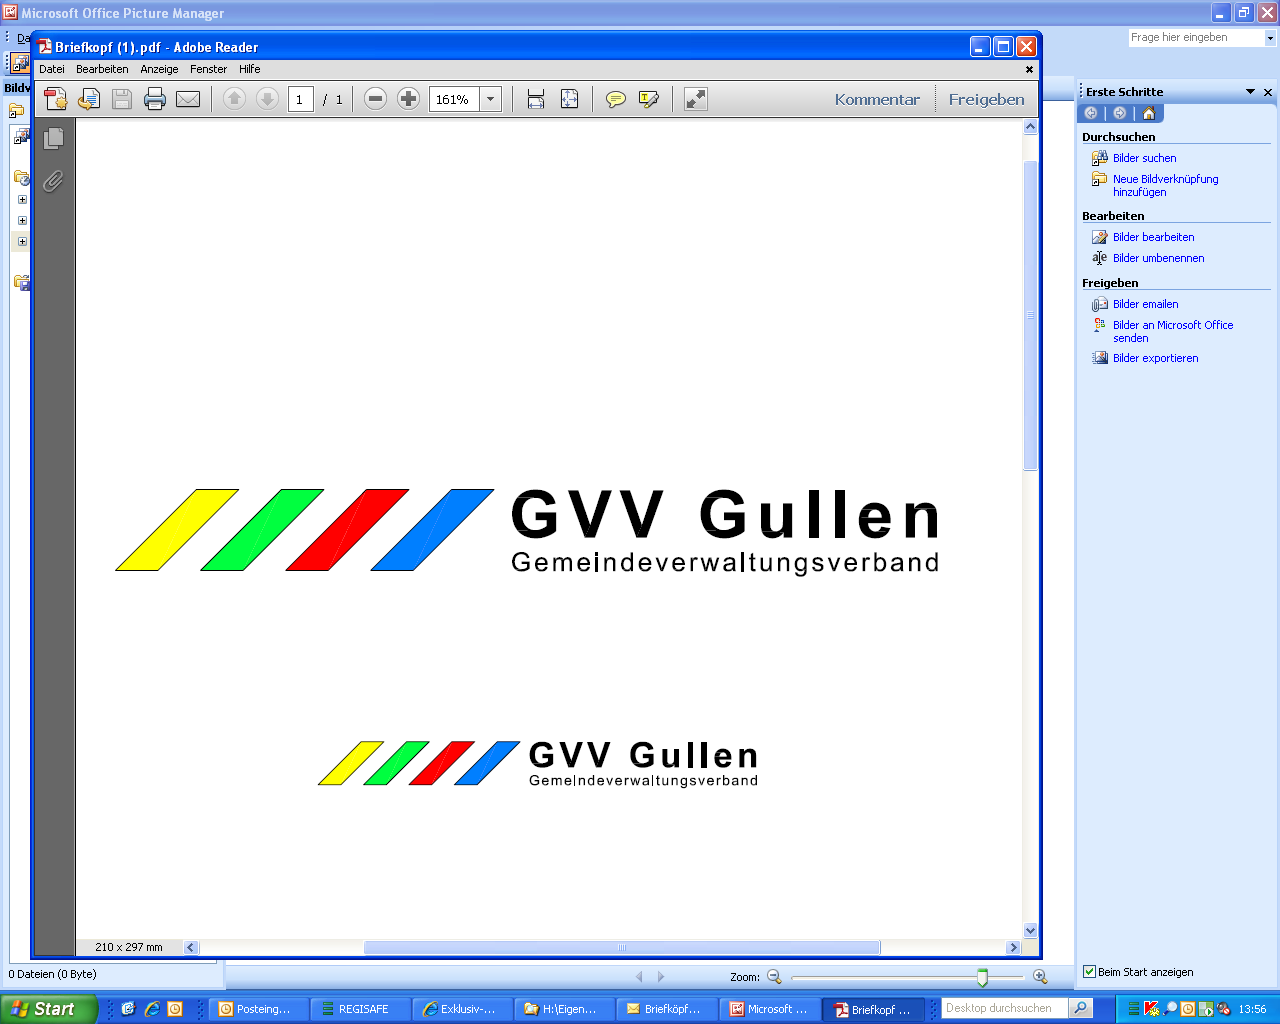 Microsoft Office Picture Manager
Da
Frage hier eingeben
Briefkopf (1).pdf - Adobe Reader
Datei Bearbeiten Anzeige Fenster Hilfe
1 / 1 161% Kommentar Freigeben
Erste Schritte
Durchsuchen
Bilder suchen
Neue Bildverknüpfung
hinzufügen
Bearbeiten
Bilder bearbeiten
Bilder umbenennen
Freigeben
Bilder emailen
Bilder an Microsoft Office
senden
Bilder exportieren
GVV Gullen
Gemeindeverwaltungsverband
GVV Gullen
Gemeindeverwaltungsverband
210 x 297 mm
0 Dateien (0 Byte)
Zoom:
Beim Start anzeigen
Start Posteing... REGISAFE Exklusiv-... H:\Eigen... Briefköpf... Microsoft ... Briefkopf ... Desktop durchsuchen 13:56